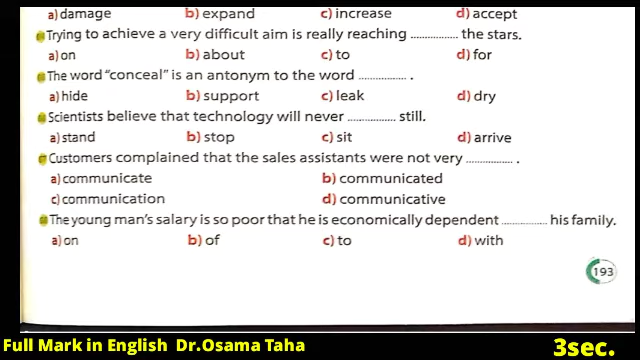 a) damage b) expand c) increase d) accept
Trying to achieve a very difficult aim is really reaching ............... the stars.
a) on b) about c) to d) for
The word “conceal” is an antonym to the word ............... .
a) hide b) support c) leak d) dry
Scientists believe that technology will never ............... still.
a) stand b) stop c) sit d) arrive
Customers complained that the sales assistants were not very ............... .
a) communicate b) communicated
c) communication d) communicative
The young man’s salary is so poor that he is economically dependent ............... his family.
a) on b) of c) to d) with
193
Full Mark in English Dr.Osama Taha 3sec.